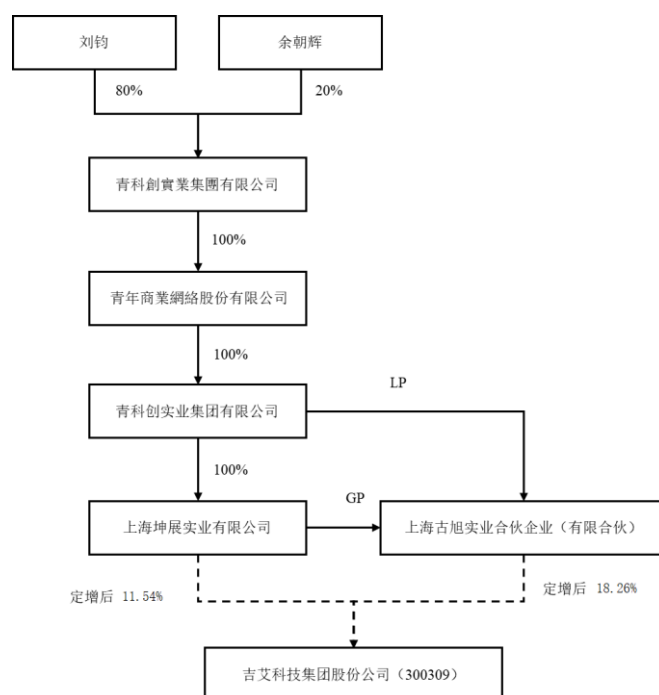 刘钧
余朝辉
80%
20%
青科創實業集團有限公司
100%
青年商業網絡股份有限公司
100%
青科创实业集团有限公司
LP
100%
GP
上海坤展实业有限公司
上海古旭实业合伙企业（有限合伙）
定增后 11.54%
定增后 18.26%
吉艾科技集团股份公司（300309）